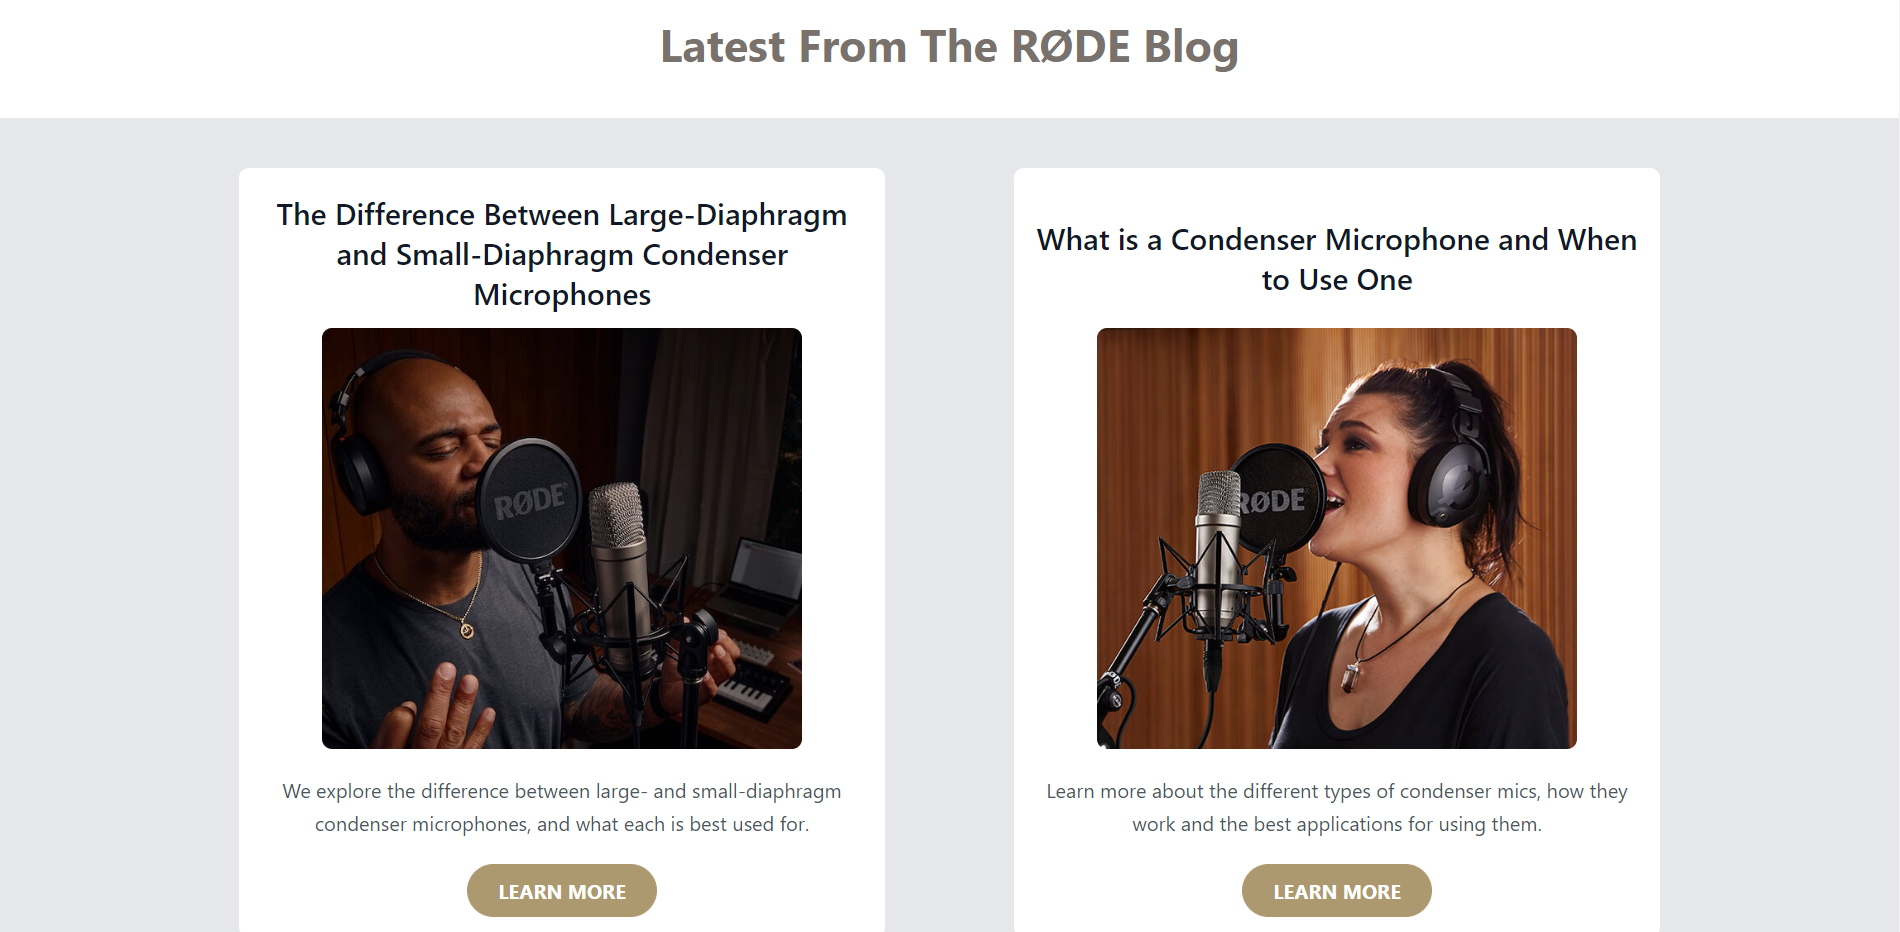 Latest From The RØDE Blog
The Difference Between Large-Diaphragm
and Small-Diaphragm Condenser
Microphones
RØDE®
We explore the difference between large- and small-diaphragm
condenser microphones, and what each is best used for.
LEARN MORE
What is a Condenser Microphone and When
to Use One
RØDE
Learn more about the different types of condenser mics, how they
work and the best applications for using them.
LEARN MORE